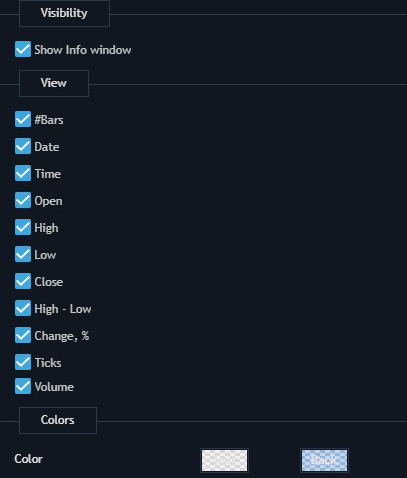 Visibility
Show Info window
View
#Bars
Date
Time
Open
High
Low
Close
High - Low
Change, %
Ticks
Volume
Colors
Color
Back